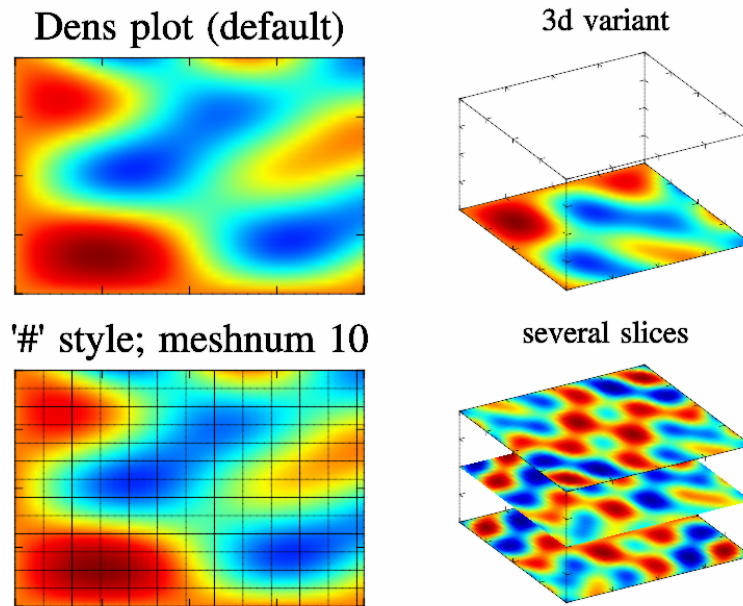 Dens plot (default)
3d variant
'#' style; meshnum 10
several slices